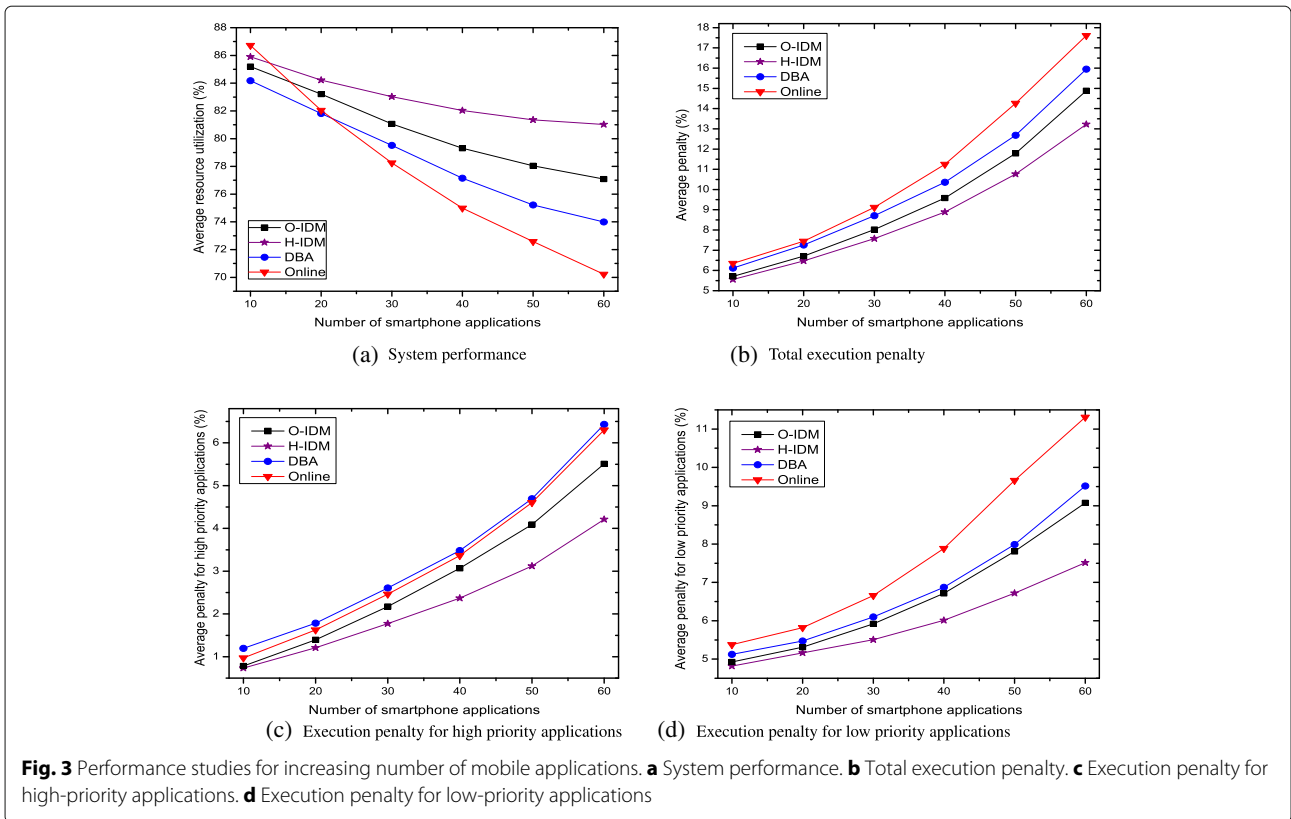 88
86
84
82
80
78
76
74
72
70
Average resource utilization (%)
O-IDM
H-IDM
DBA
Online
10 20 30 40 50 60
Number of smartphone applications
(a) System performance
18
17
16
15
14
13
12
11
10
9
8
7
6
5
Average penalty (%)
O-IDM
H-IDM
DBA
Online
10 20 30 40 50 60
Number of smartphone applications
(b) Total execution penalty
6
5
4
3
2
1
Average penalty for high priority applications (%)
O-IDM
H-IDM
DBA
Online
10 20 30 40 50 60
Number of smartphone applications
(c) Execution penalty for high priority applications
11
10
9
8
7
6
5
Average penalty for low priority applications (%)
O-IDM
H-IDM
DBA
Online
10 20 30 40 50 60
Number of smartphone applications
(d) Execution penalty for low priority applications
Fig. 3 Performance studies for increasing number of mobile applications. a System performance. b Total execution penalty. c Execution penalty for
high-priority applications. d Execution penalty for low-priority applications